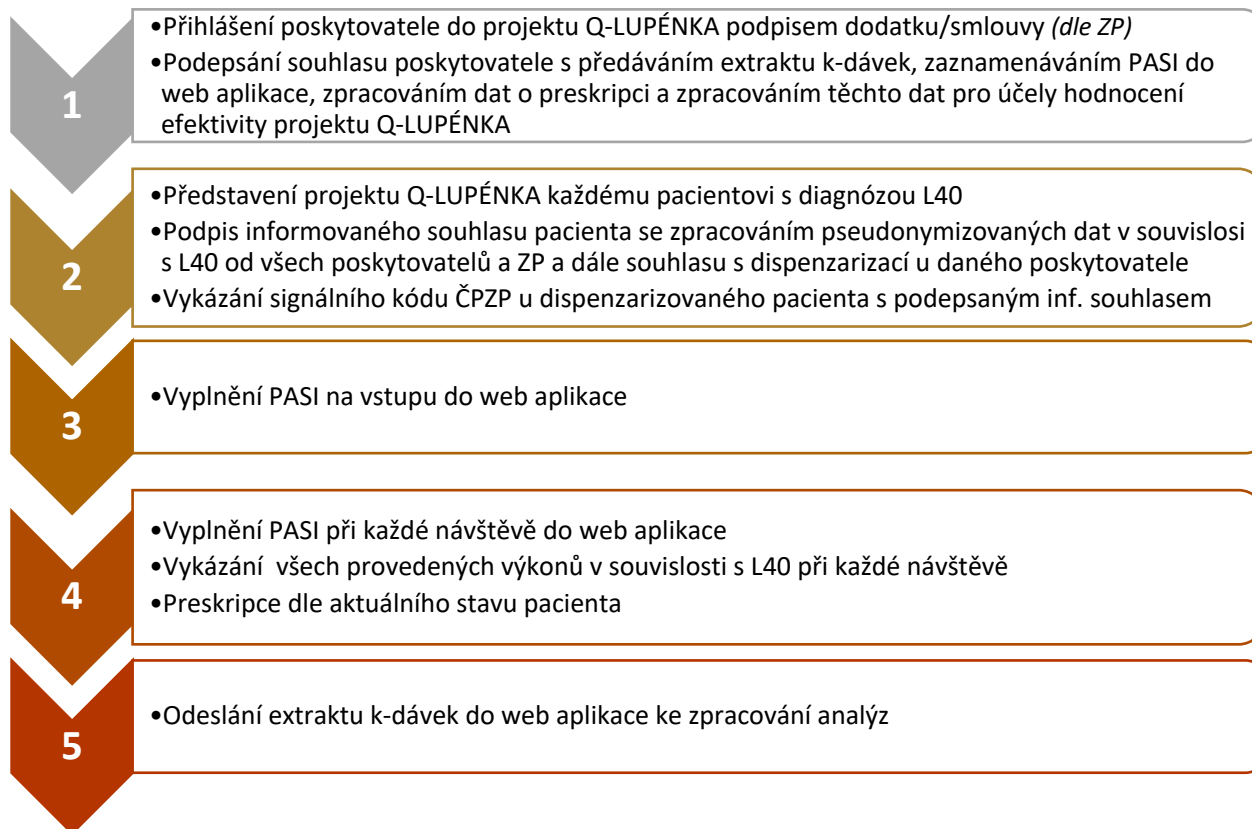 1
•Přihlášení poskytovatele do projektu Q-LUPÉNKA podpisem dodatku/smlouvy (dle ZP)
•Podepsání souhlasu poskytovatele s předáváním extraktu k-dávek, zaznamenáváním PASI do
web aplikace, zpracováním dat o preskripci a zpracováním těchto dat pro účely hodnocení
efektivity projektu Q-LUPÉNKA
2
•Představení projektu Q-LUPÉNKA každému pacientovi s diagnózou L40
•Podpis informovaného souhlasu pacienta se zpracováním pseudonymizovaných dat v souvislosi
s L40 od všech poskytovatelů a ZP a dále souhlasu s dispenzarizací u daného poskytovatele
•Vykázání signálního kódu ČPZP u dispenzarizovaného pacienta s podepsaným inf. souhlasem
3
•Vyplnění PASI na vstupu do web aplikace
4
•Vyplnění PASI při každé návštěvě do web aplikace
•Vykázání  všech provedených výkonů v souvislosti s L40 při každé návštěvě
•Preskripce dle aktuálního stavu pacienta
5
•Odeslání extraktu k-dávek do web aplikace ke zpracování analýz